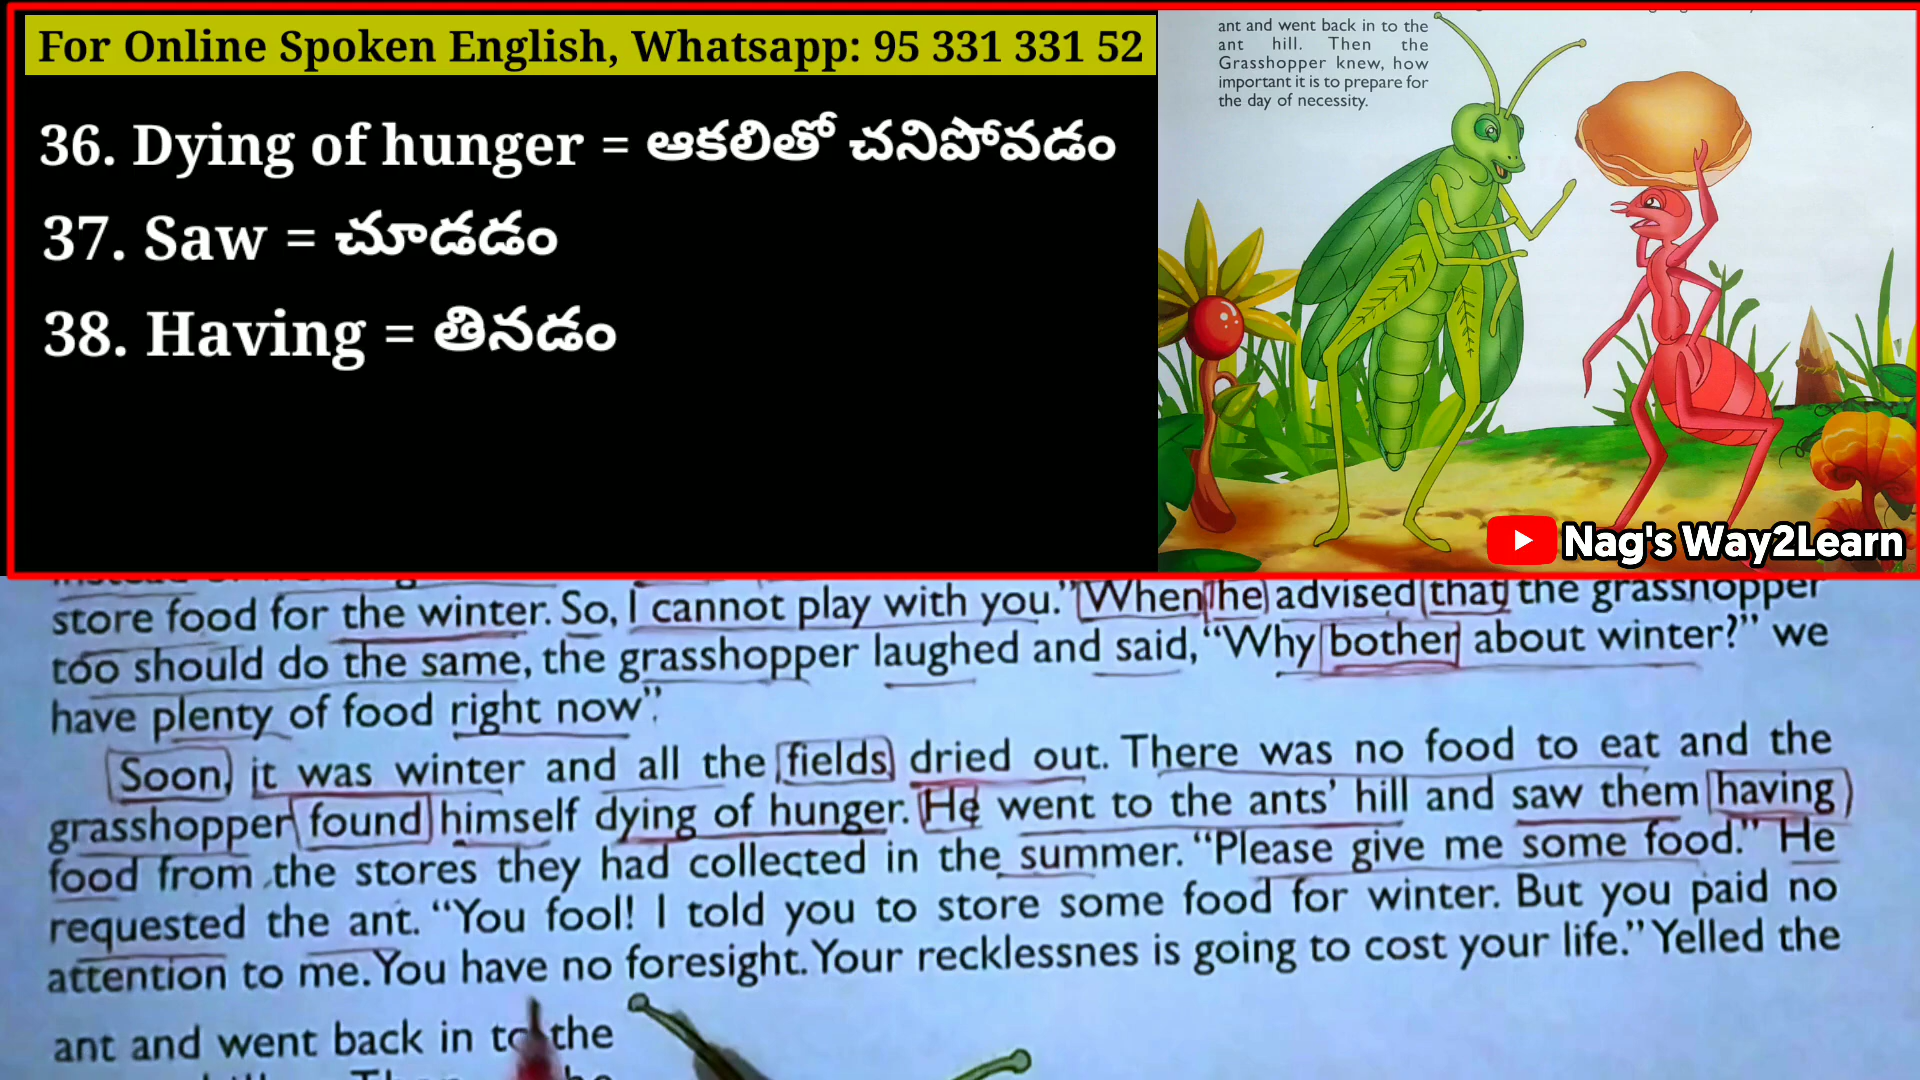 For Online Spoken English, Whatsapp: 95 331 331 52
36. Dying of hunger = ఆకలితో చనిపోవడం
37. Saw = చూడడం
38. Having = తినడం
ant and went back in to the
ant hill. Then the
Grasshopper knew, how
important it is to prepare for
the day of necessity.
Nag's Way2Learn
store food for the winter. So, I cannot play with you.” When he advised that the grasshopper
too should do the same, the grasshopper laughed and said, “Why bother about winter?” we
have plenty of food right now”.
Soon, it was winter and all the fields dried out. There was no food to eat and the
grasshopper found himself dying of hunger. He went to the ants’ hill and saw them having
food from the stores they had collected in the summer. “Please give me some food.” He
requested the ant. “You fool! I told you to store some food for winter. But you paid no
attention to me. You have no foresight. Your recklessnes is going to cost your life.” Yelled the
ant and went back in to the